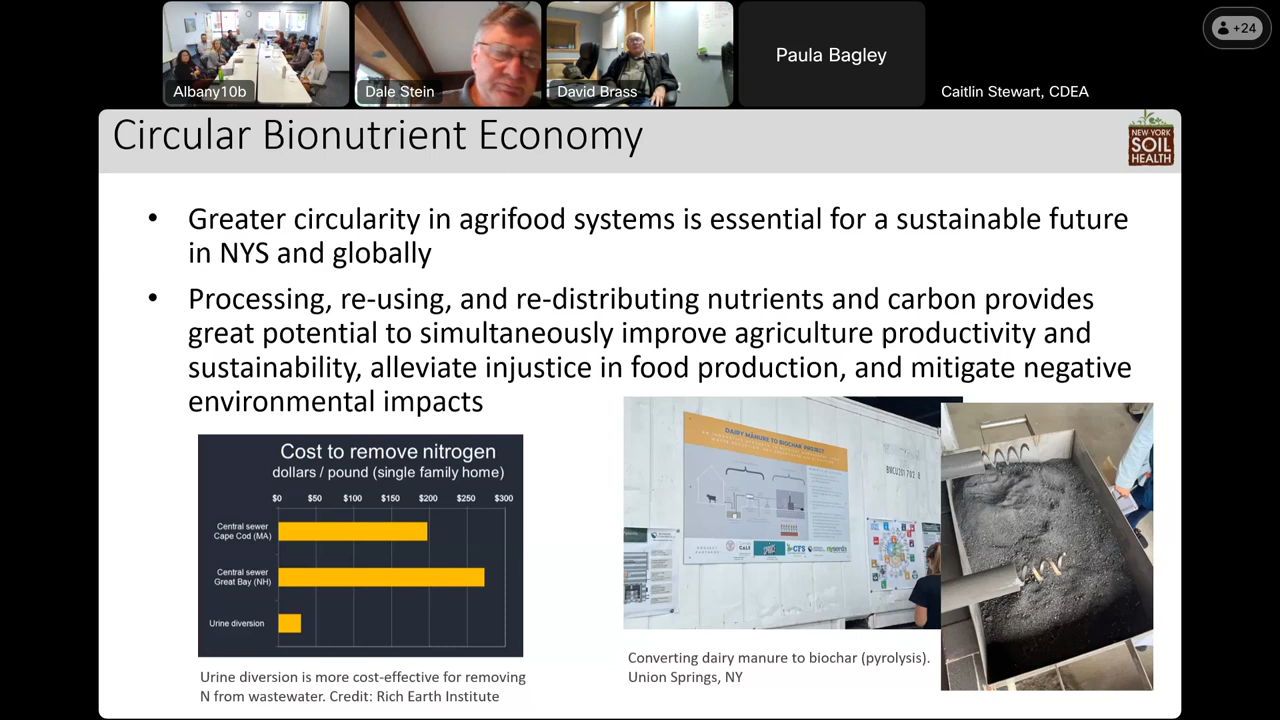 Albany10b
Dale Stein
David Brass
Paula Bagley
Caitlin Stewart, CDEA
+24
Circular Bionutrient Economy
NEW YORK
SOIL
HEALTH
• Greater circularity in agrifood systems is essential for a sustainable future
in NYS and globally
• Processing, re-using, and re-distributing nutrients and carbon provides
great potential to simultaneously improve agriculture productivity and
sustainability, alleviate injustice in food production, and mitigate negative
environmental impacts
Cost to remove nitrogen
dollars / pound (single family home)
$0 $50 $100 $150 $200 $250 $300
Central sewer
Cape Cod (MA)
Central sewer
Great Bay (NH)
Urine diversion
Urine diversion is more cost-effective for removing
N from wastewater. Credit: Rich Earth Institute
DAIRY MANURE TO BIOCHAR PROJECT
PROJECT
PARTNERS
CALS
CFS
nyserda
Converting dairy manure to biochar (pyrolysis).
Union Springs, NY